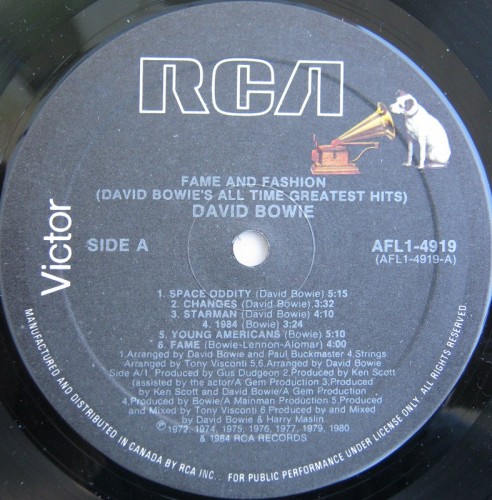 RCA
Victor
FAME AND FASHION
(DAVID BOWIE'S ALL TIME GREATEST HITS)
DAVID BOWIE
SIDE A
AFL1-4919
(AFL1-4919-A)
1. SPACE ODDITY (David Bowie) 5:15
2. CHANGES (David Bowie) 3:32
3. STARMAN (David Bowie) 4:10
4. 1984 (Bowie) 3:24
5. YOUNG AMERICANS (Bowie) 5:10
6. FAME (Bowie-Lennon-Alomar) 4:00
1.Arranged by David Bowie and Paul Buckmaster 4.Strings
Arranged by Tony Visconti 5.6.Arranged by David Bowie
Side A/1. Produced by Gus Dudgeon 2.Produced by Ken Scott
(assisted by the actor/A Gem Production 3.Produced
by Ken Scott and David Bowie/A Gem Production
4.Produced by Bowie/A Mainman Production 5.Produced
and Mixed by Tony Visconti 6 Produced by and Mixed
by David Bowie & Harry Maslin
℗ 1972, 1974, 1975, 1976, 1977, 1979, 1980
& 1984 RCA RECORDS
MANUFACTURED AND DISTRIBUTED IN CANADA BY RCA INC. : FOR PUBLIC PERFORMANCE USE ONLY. ALL RIGHTS RESERVED.